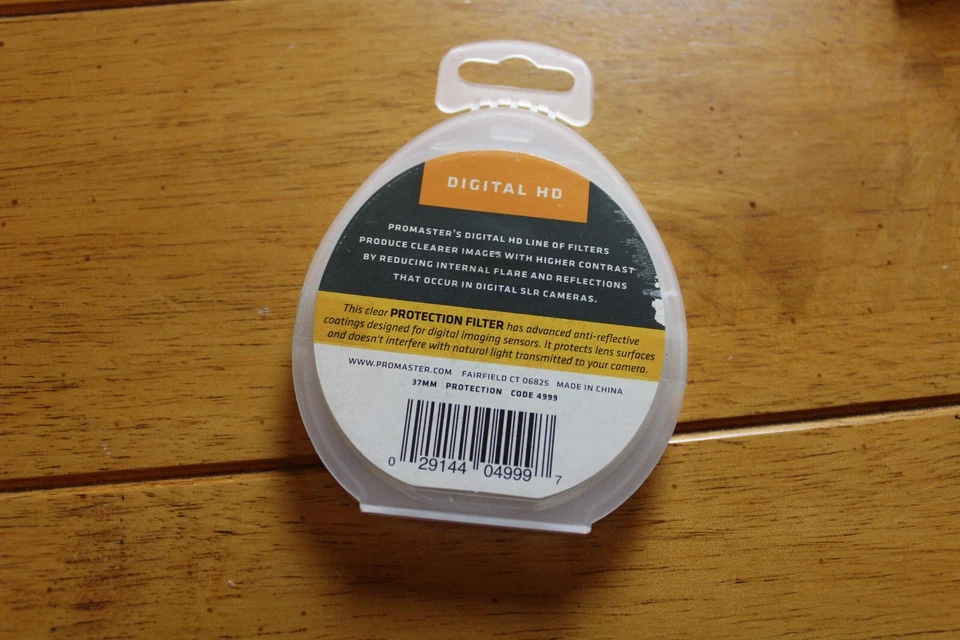 DIGITAL HD
PROMASTER'S DIGITAL HD LINE OF FILTERS
PRODUCE CLEARER IMAGES WITH HIGHER CONTRAST
BY REDUCING INTERNAL FLARE AND REFLECTIONS
THAT OCCUR IN DIGITAL SLR CAMERAS.
This clear PROTECTION FILTER has advanced anti-reflective
coatings designed for digital imaging sensors. It protects lens surfaces
and doesn't interfere with natural light transmitted to your camera.
WWW.PROMASTER.COM FAIRFIELD CT 06825 MADE IN CHINA
37MM PROTECTION CODE 4999
0 29144 04999 7